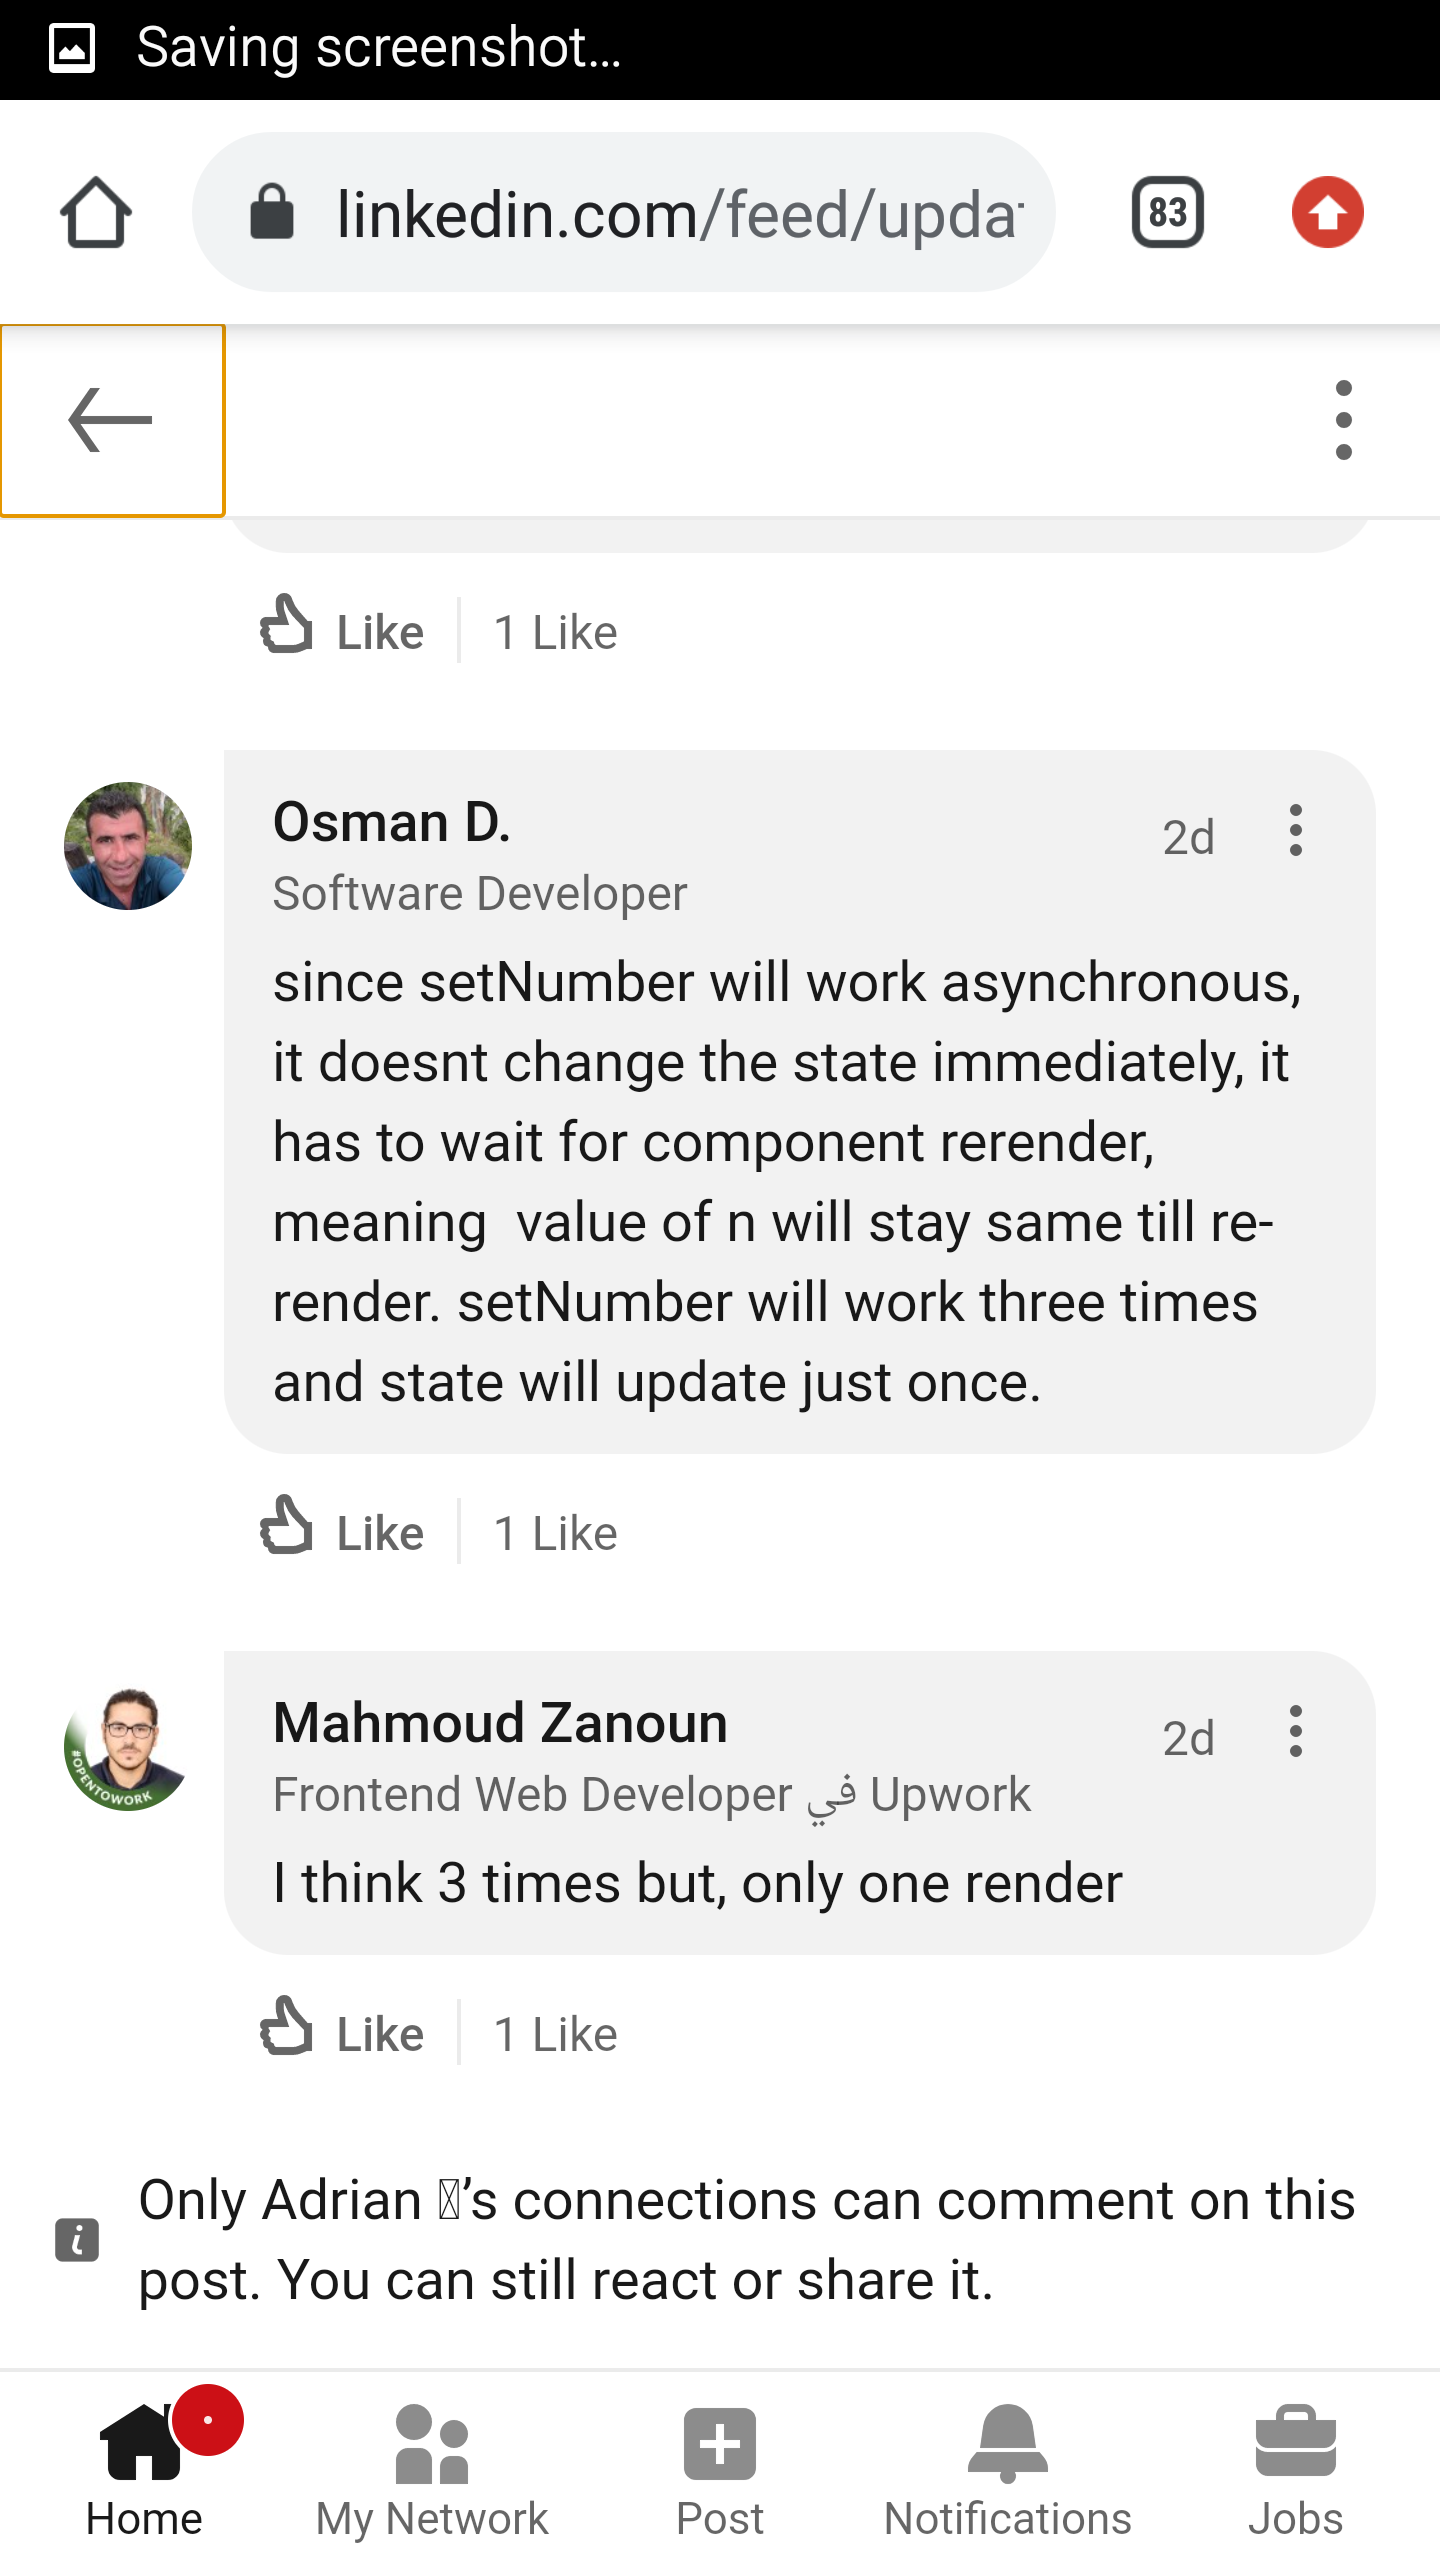 Saving screenshot...
linkedin.com/feed/upda
83
Like
1 Like
Osman D.
2d
Software Developer
since setNumber will work asynchronous,
it doesnt change the state immediately, it
has to wait for component rerender,
meaning  value of n will stay same till re-
render. setNumber will work three times
and state will update just once.
Like
1 Like
#OPENTOWORK
Mahmoud Zanoun
2d
Frontend Web Developer في Upwork
I think 3 times but, only one render
Like
1 Like
Only Adrian 's connections can comment on this
post. You can still react or share it.
Home
My Network
Post
Notifications
Jobs